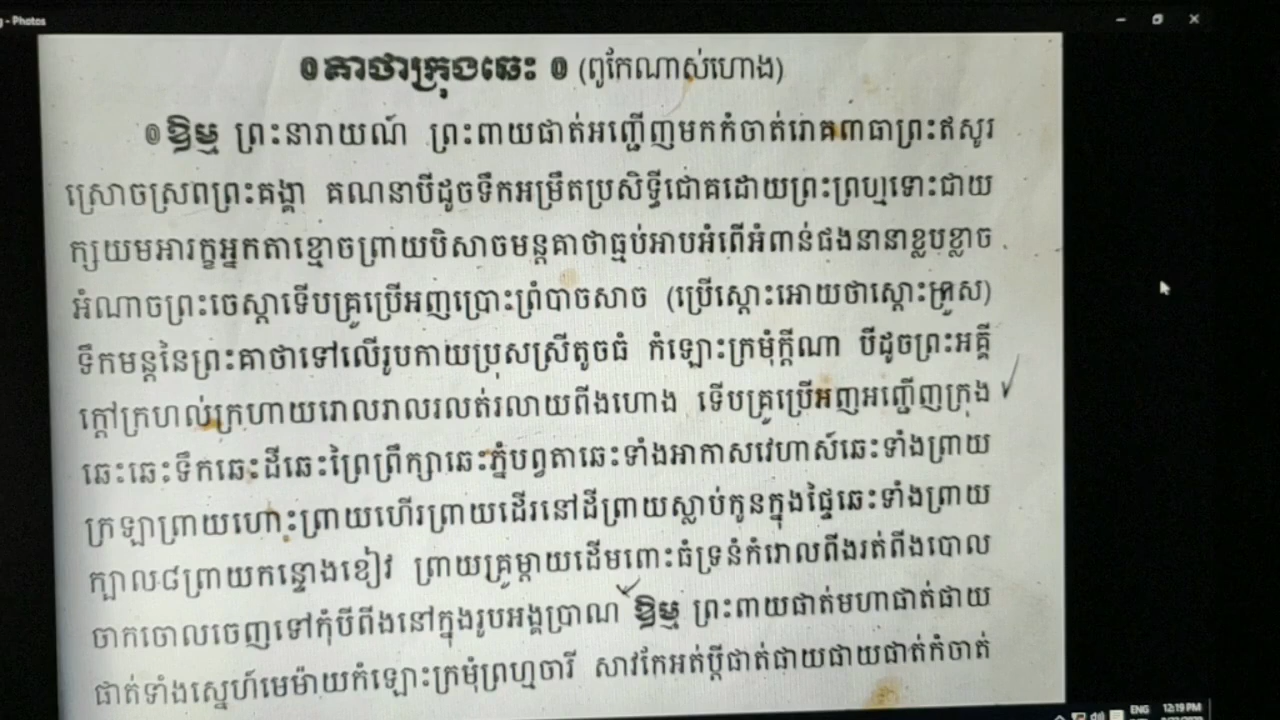 g - Photos
๏គាថាក្រុងឆេះ ๏ (ពូកែណាស់ហោង)
๏ឱម្ម ព្រះនារាយណ៍ ព្រះពាយផាត់អញ្ជើញមកកំចាត់រោគពាធាព្រះឥសូរ
ស្រោចស្រពព្រះគង្គា គណនាបីដូចទឹកអម្រឹតប្រសិទ្ធីជោគដោយព្រះព្រហ្មទោះជាយ
ក្សយមអារក្ខអ្នកតាខ្មោចព្រាយបិសាចមន្តគាថាធ្មប់អាបអំពើអំពាន់ផងនានាខ្លបខ្លាច
អំណាចព្រះចេស្តាទើបគ្រូប្រើអញប្រោះព្រំបាចសាច (ប្រើស្តោះអោយថាស្តោះត្រួស)
ទឹកមន្តនៃព្រះគាថាទៅលើរូបកាយប្រុសស្រីតូចធំ កំឡោះក្រមុំក្តីណា បីដូចព្រះអគ្គី
ក្តៅក្រហល់ក្រហាយរោលរាលរលត់រលាយពីងហោង ទើបគ្រូប្រើអញអញ្ជើញក្រុង
ឆេះឆេះទឹកឆេះដីឆេះព្រៃព្រឹក្សាឆេះភ្នំបព្វតាឆេះទាំងអាកាសវេហាស៍ឆេះទាំងព្រាយ
ក្រឡាព្រាយហោះព្រាយហើរព្រាយដើរនៅដីព្រាយស្លាប់កូនក្នុងផ្ទៃឆេះទាំងព្រាយ
ក្បាល៨ព្រាយកន្ទោងខៀវ ព្រាយគ្រូម្តាយដើមពោះធំទ្រនំកំរោលពីងរត់ពីងបោល
ចាកចោលចេញទៅកុំបីពីងនៅក្នុងរូបអង្គប្រាណ ឱម្ម ព្រះពាយផាត់មហាផាត់ផាយ
ផាត់ទាំងស្នេហ៍មេម៉ាយកំឡោះក្រមុំព្រហ្មចារី សាវកែអត់ប្តីផាត់ផាយផាយផាត់កំចាត់
ENG
12:19 PM